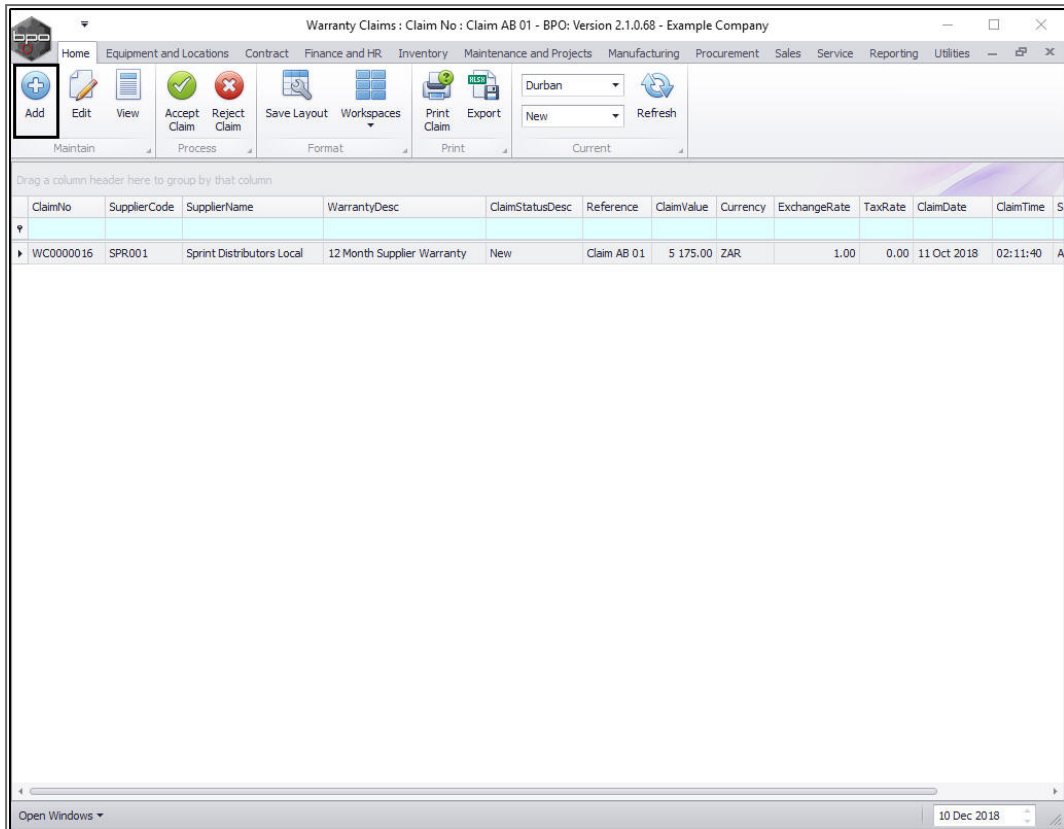 Warranty Claims : Claim No : Claim AB 01 - BPO: Version 2.1.0.68 - Example Company
bpo
Home Equipment and Locations Contract Finance and HR Inventory Maintenance and Projects Manufacturing Procurement Sales Service Reporting Utilities
Add Edit View Accept Claim Reject Claim Save Layout Workspaces Print Claim XLSX Export Durban New Refresh
Maintain Process Format Print Current
Drag a column header here to group by that column
ClaimNo SupplierCode SupplierName WarrantyDesc ClaimStatusDesc Reference ClaimValue Currency ExchangeRate TaxRate ClaimDate ClaimTime S
WC0000016 SPR001 Sprint Distributors Local 12 Month Supplier Warranty New Claim AB 01 5 175.00 ZAR 1.00 0.00 11 Oct 2018 02:11:40 A
Open Windows 10 Dec 2018